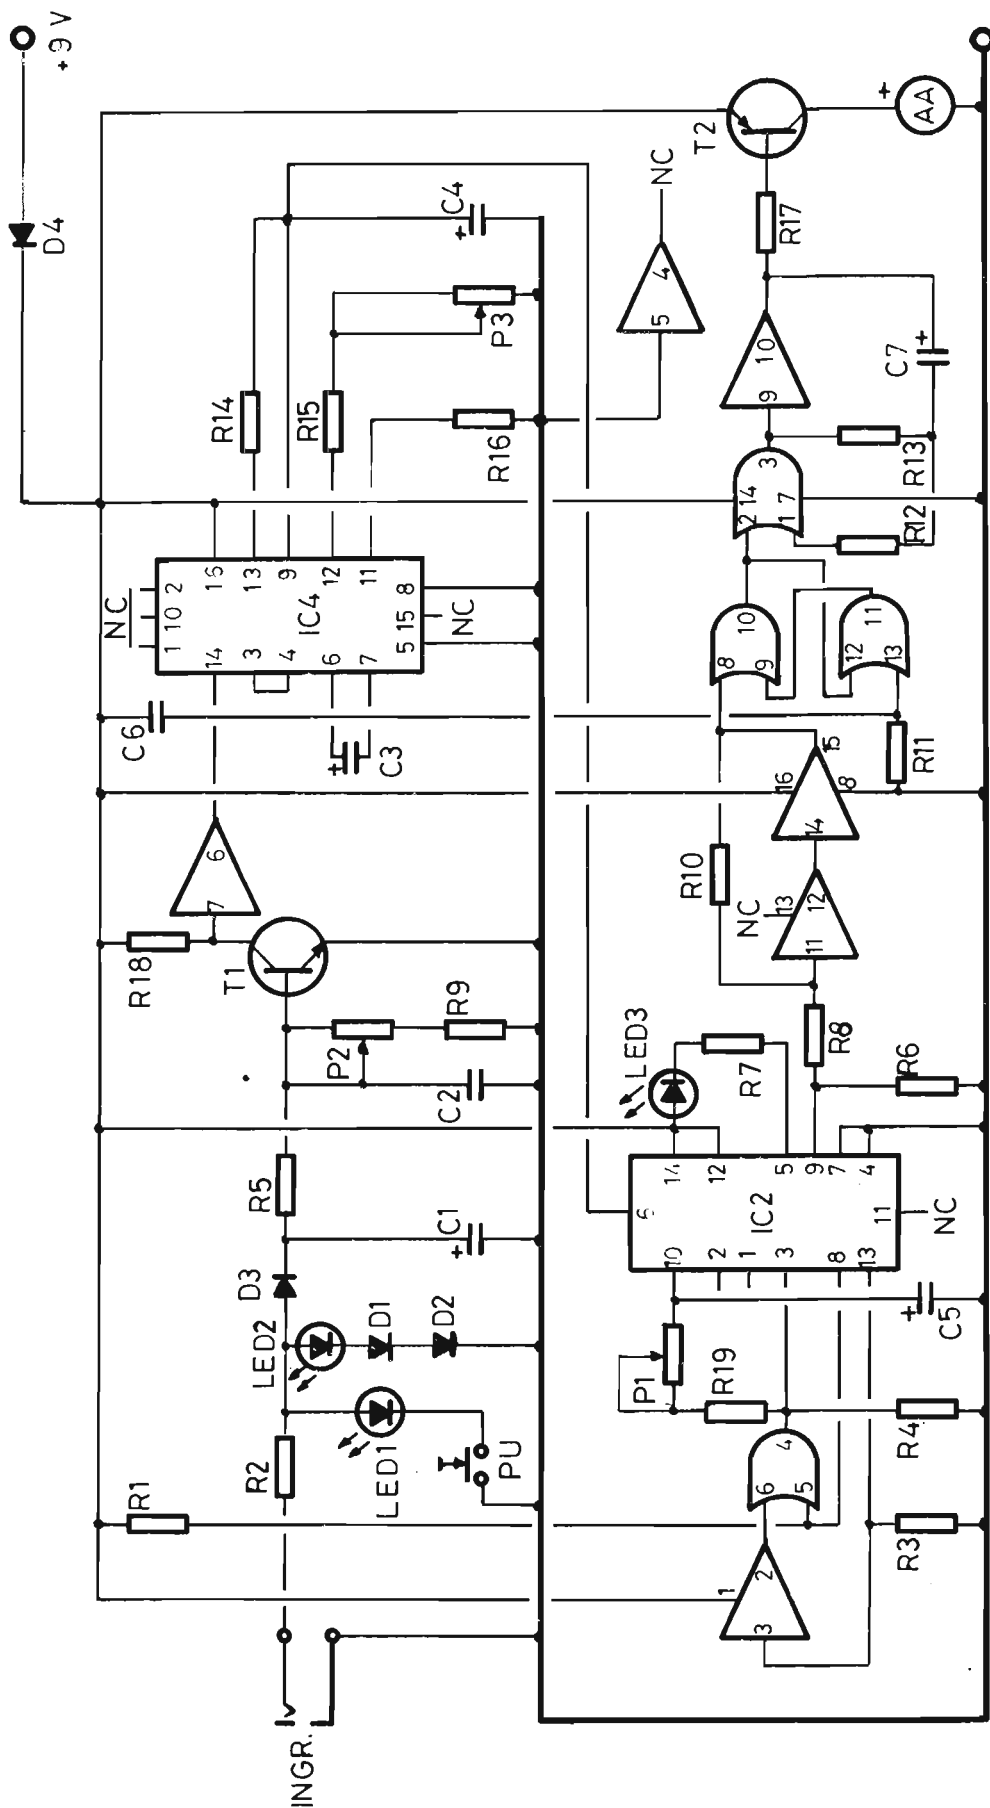 +9 V
D4
R1
R18
C6
NC
1 10 2
14
16
3
13
4
9
IC4
6
12
7
11
5 15 8
NC
R14
R15
C4
+
P3
R16
C3
+
7
6
T1
INGR.
R2
LED2
LED1
PU
D1
D2
D3
R5
C1
+
C2
P2
R9
NC
5
4
T2
+
AA
R17
C7
+
R13
R12
14
2
3
1
7
9
10
8
9
10
12
13
11
R11
16
14
15
8
R10
NC
13
11
12
R8
LED3
R7
R6
6
10
14
2
12
1
3
5
IC2
9
8
7
13
4
11
NC
C5
+
P1
R19
R4
R3
6
5
4
1
3
2